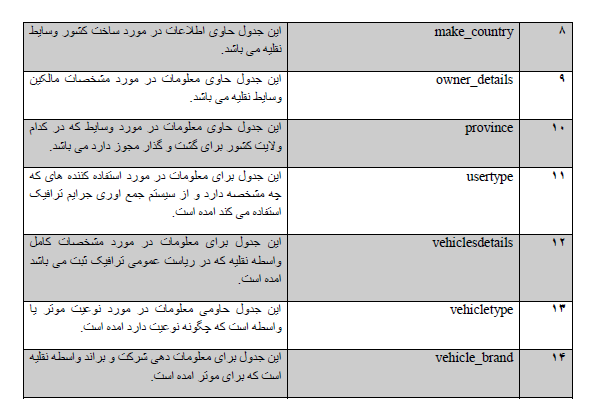 ۸
make_country
این جدول حاوی اطلاعات در مورد ساخت کشور وسایط
نقلیه می باشد.
۹
owner_details
این جدول حاوی معلومات در مورد مشخصات مالکین
وسایط نقلیه می باشد.
۱۰
province
این جدول حاوی معلومات در مورد وسایط که در کدام
ولایت کشور برای گشت و گذار مجوز دارد می باشد.
۱۱
usertype
این جدول برای معلومات در مورد استفاده کننده های که
چه مشخصه دارد و از سیستم جمع اوری جرایم ترافیک
استفاده می کند امده است.
۱۲
vehiclesdetails
این جدول برای معلومات در مورد مشخصات کامل
واسطه نقلیه که در ریاست عمومی ترافیک ثبت می باشد
امده است.
۱۳
vehicletype
این جدول حاومی معلومات در مورد نوعیت موتر یا
واسطه است که چگونه نوعیت دارد امده است.
۱۴
vehicle_brand
این جدول برای معلومات دهی شرکت و براند واسطه نقلیه
است که برای موتر امده است.